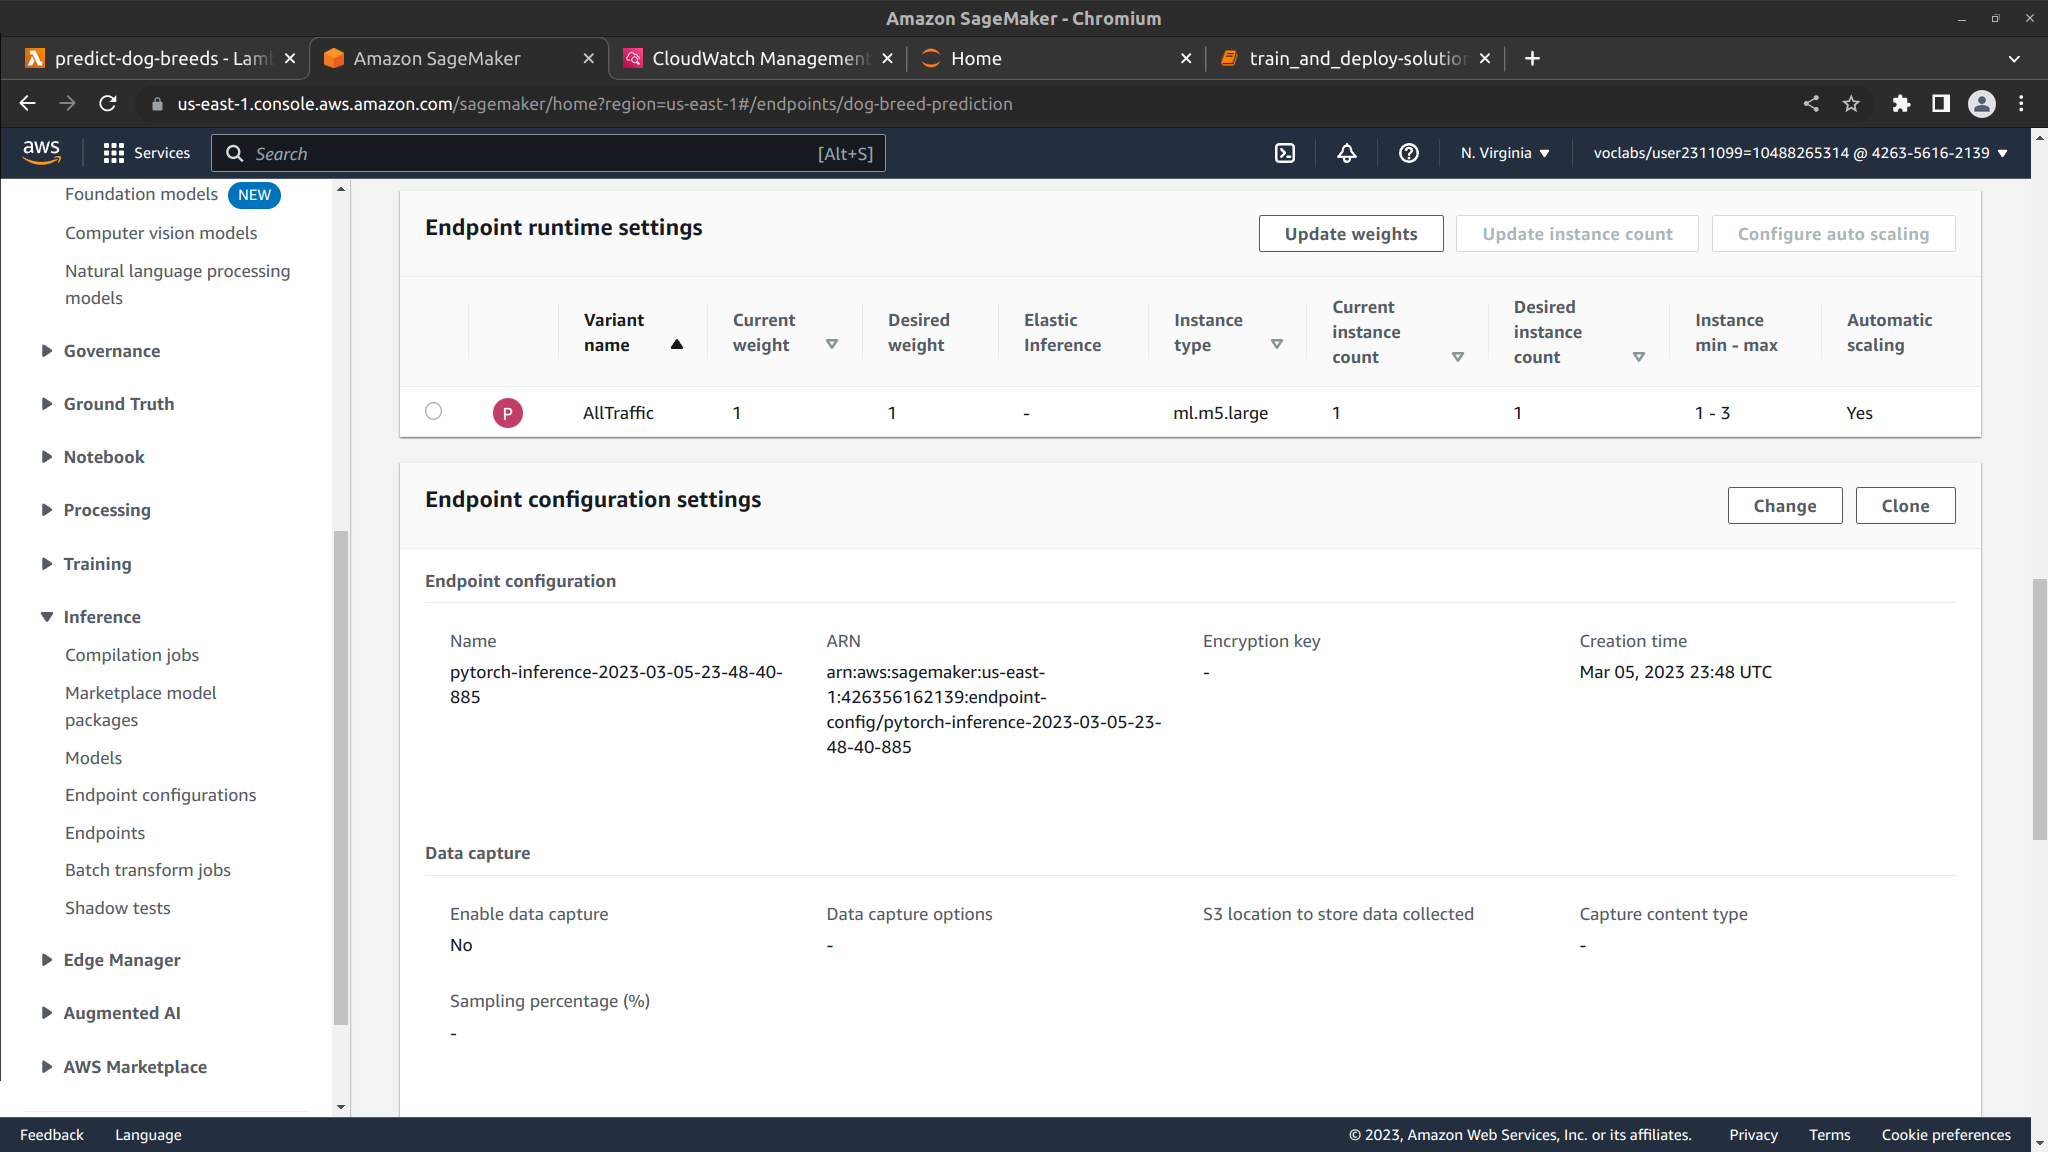 Amazon SageMaker - Chromium
predict-dog-breeds - Lam
Amazon SageMaker
CloudWatch Management
Home
train_and_deploy-solution
us-east-1.console.aws.amazon.com/sagemaker/home?region=us-east-1#/endpoints/dog-breed-prediction
aws
Services
Search
[Alt+S]
N. Virginia
voclabs/user2311099=10488265314 @ 4263-5616-2139
Foundation models NEW
Computer vision models
Natural language processing
models
Governance
Ground Truth
Notebook
Processing
Training
Inference
Compilation jobs
Marketplace model
packages
Models
Endpoint configurations
Endpoints
Batch transform jobs
Shadow tests
Edge Manager
Augmented AI
AWS Marketplace
Endpoint runtime settings
Update weights
Update instance count
Configure auto scaling
Variant
name
Current
weight
Desired
weight
Elastic
Inference
Instance
type
Current
instance
count
Desired
instance
count
Instance
min - max
Automatic
scaling
P
AllTraffic
1
1
-
ml.m5.large
1
1
1 - 3
Yes
Endpoint configuration settings
Change
Clone
Endpoint configuration
Name
pytorch-inference-2023-03-05-23-48-40-
885
ARN
arn:aws:sagemaker:us-east-
1:426356162139:endpoint-
config/pytorch-inference-2023-03-05-23-
48-40-885
Encryption key
-
Creation time
Mar 05, 2023 23:48 UTC
Data capture
Enable data capture
No
Data capture options
-
S3 location to store data collected
Capture content type
-
Sampling percentage (%)
-
Feedback
Language
© 2023, Amazon Web Services, Inc. or its affiliates.
Privacy
Terms
Cookie preferences